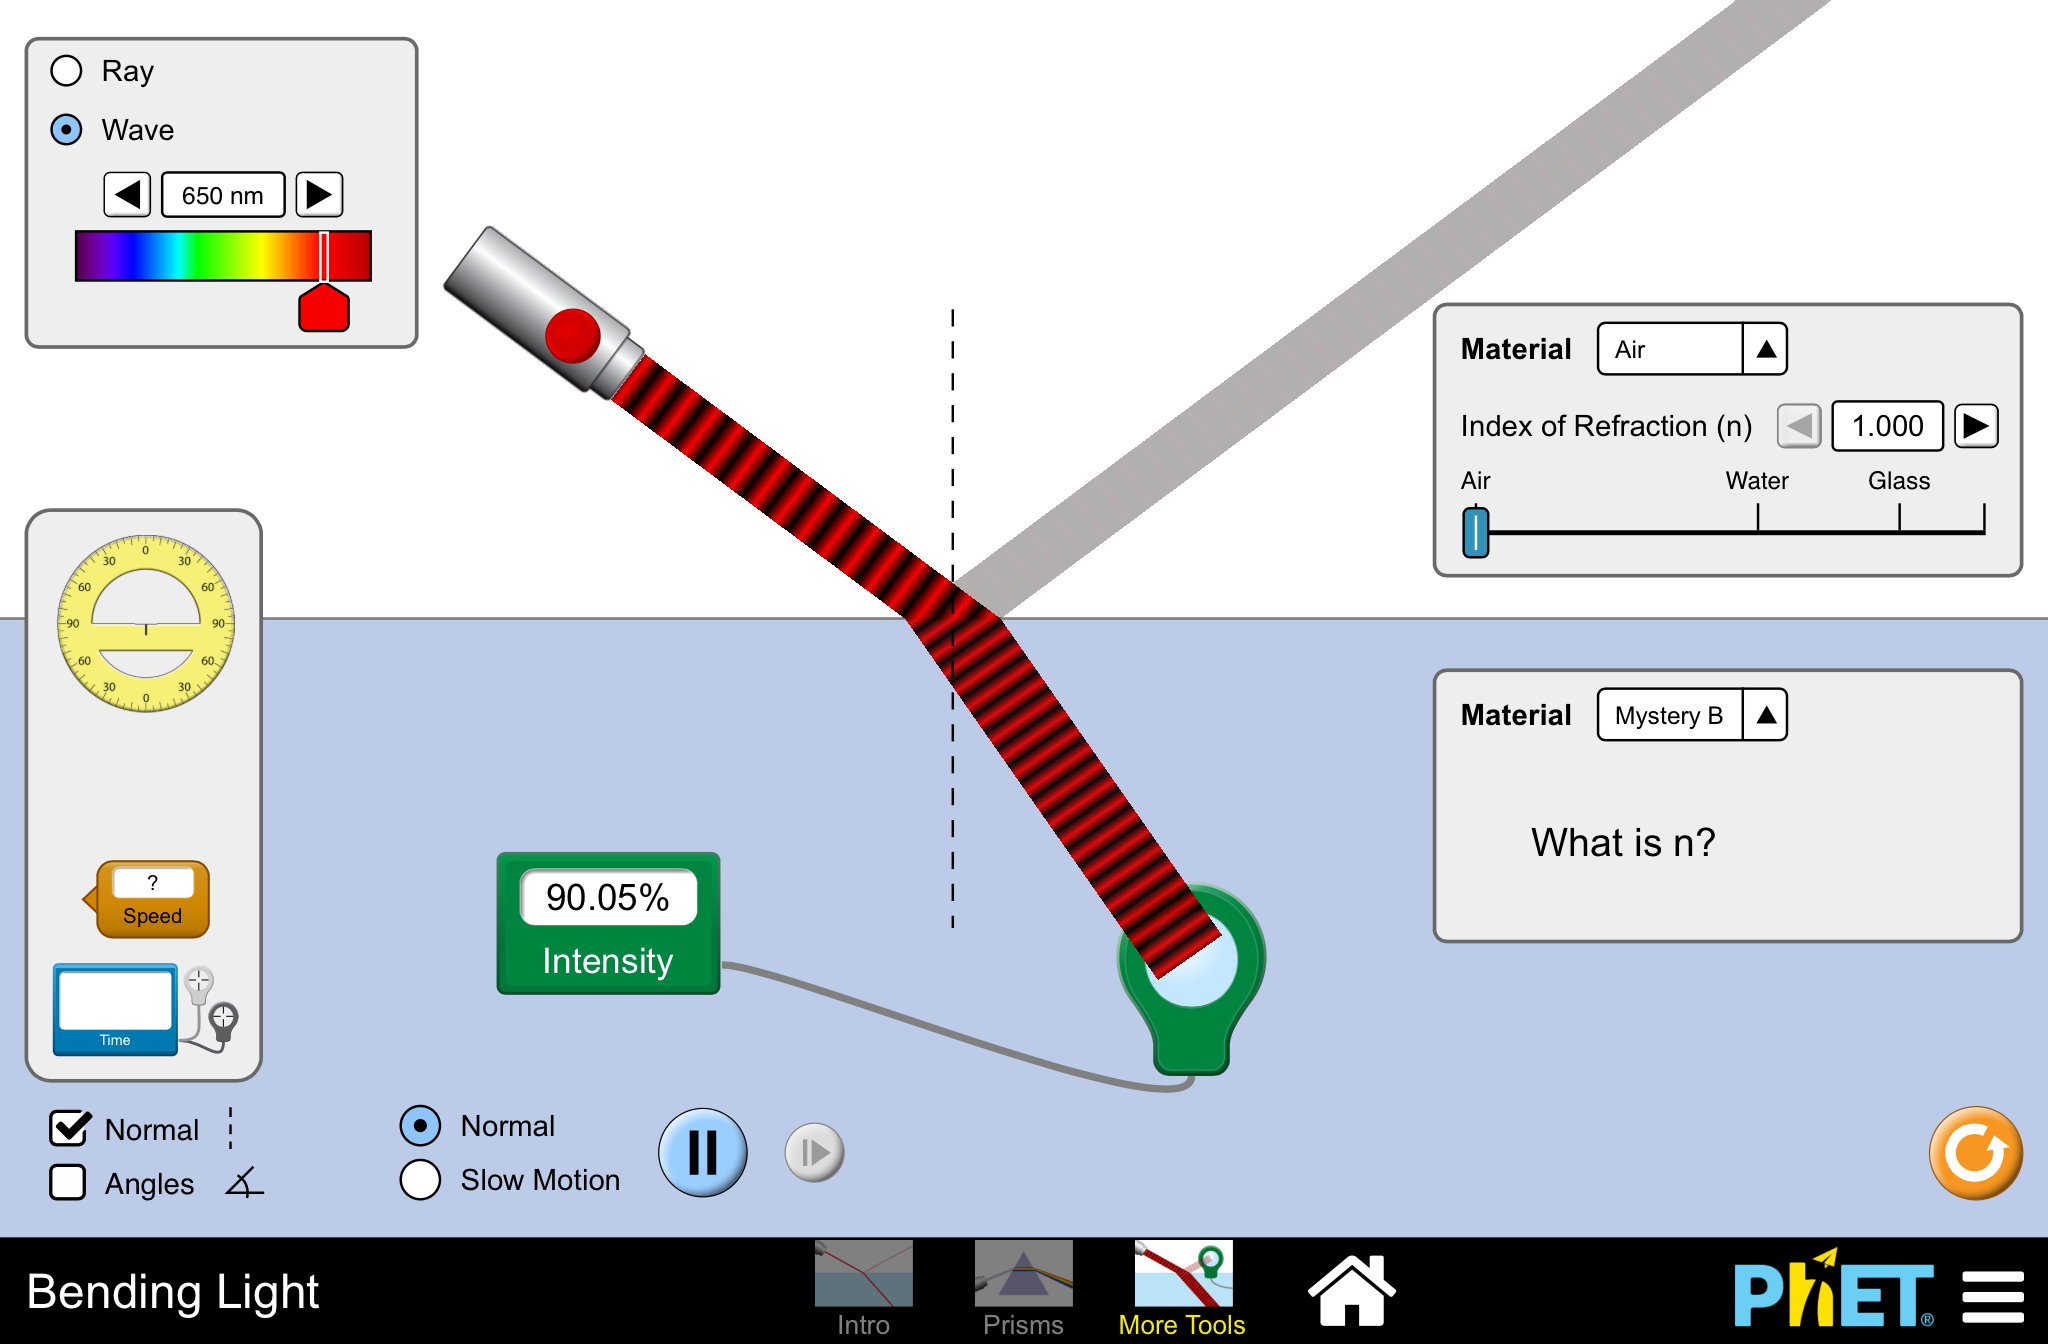 Ray
Wave
650 nm
Material Air
Index of Refraction (n) 1.000
Air Water Glass
0
30 30
60 60
90 90
60 60
30 30
0
Material Mystery B
What is n?
?
Speed
90.05%
Intensity
Time
Normal
Angles
Normal
Slow Motion
Bending Light
Intro
Prisms
More Tools
PhET®